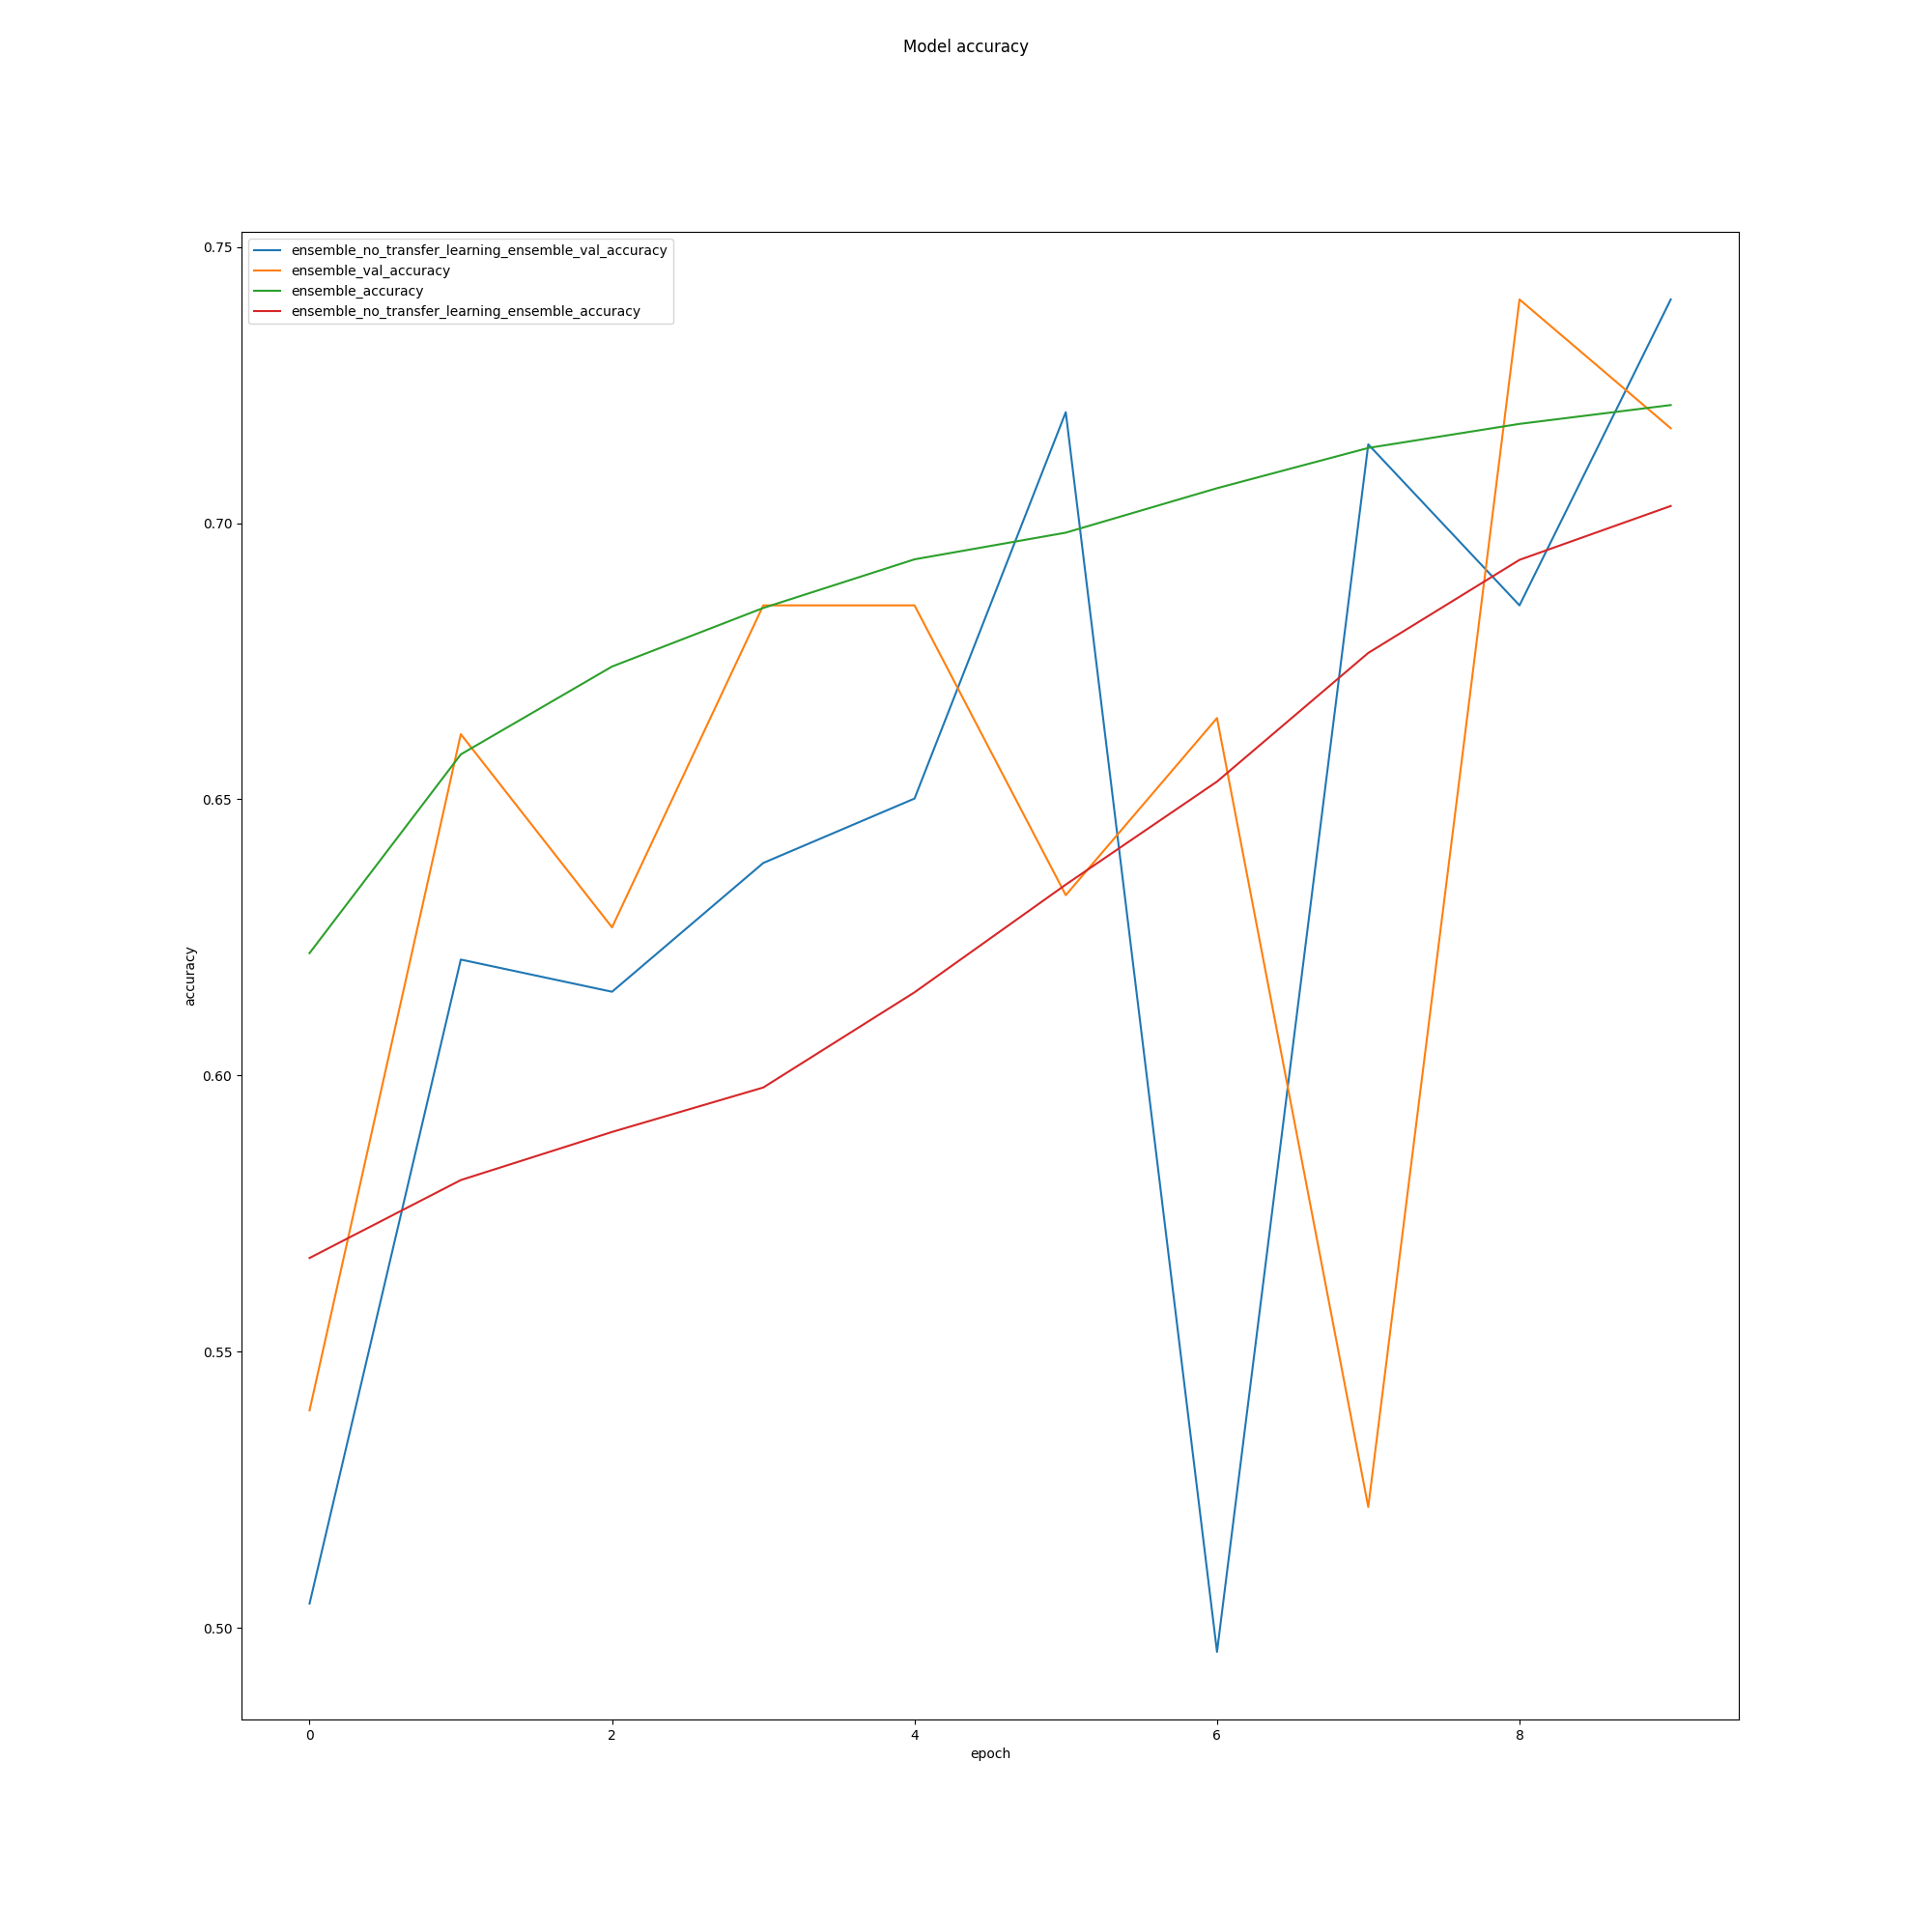 Model accuracy
ensemble_no_transfer_learning_ensemble_val_accuracy
ensemble_val_accuracy
ensemble_accuracy
ensemble_no_transfer_learning_ensemble_accuracy
0.75
0.70
0.65
0.60
0.55
0.50
accuracy
0 2 4 6 8
epoch